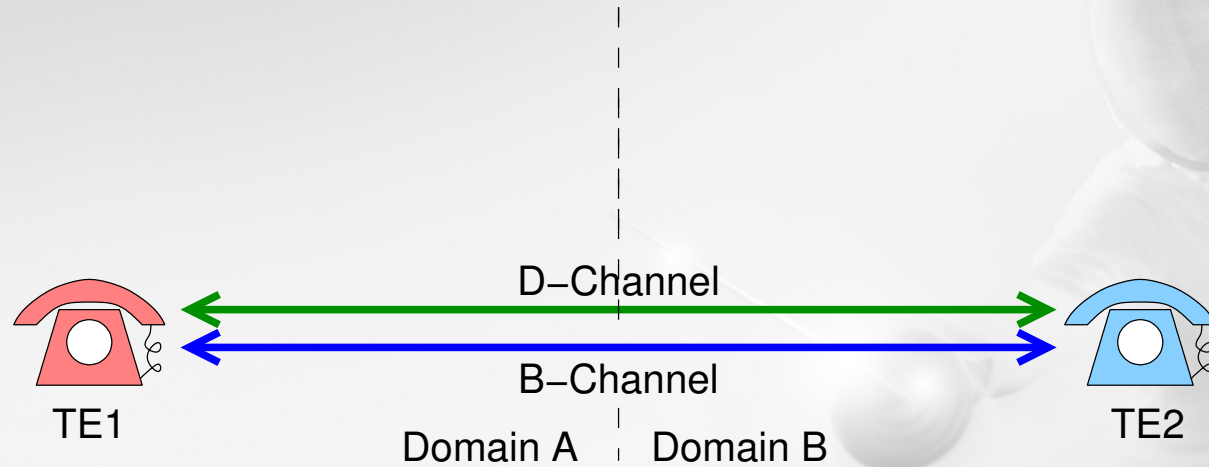 D–Channel
B–Channel
TE1
TE2
Domain A
Domain B